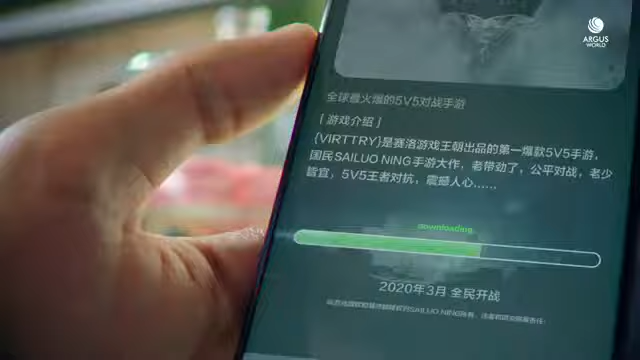 ARGUS
WORLD
全球最火爆的5V5对战手游
[ 游戏介绍 ]
{VIRTTRY}是赛洛游戏王朝出品的第一爆款5V5手游，
国民SAILUO NING手游大作，老带劲了，公平对战，老少
皆宜，5V5王者对抗，震撼人心……
downloading
2020年3月 全民开战